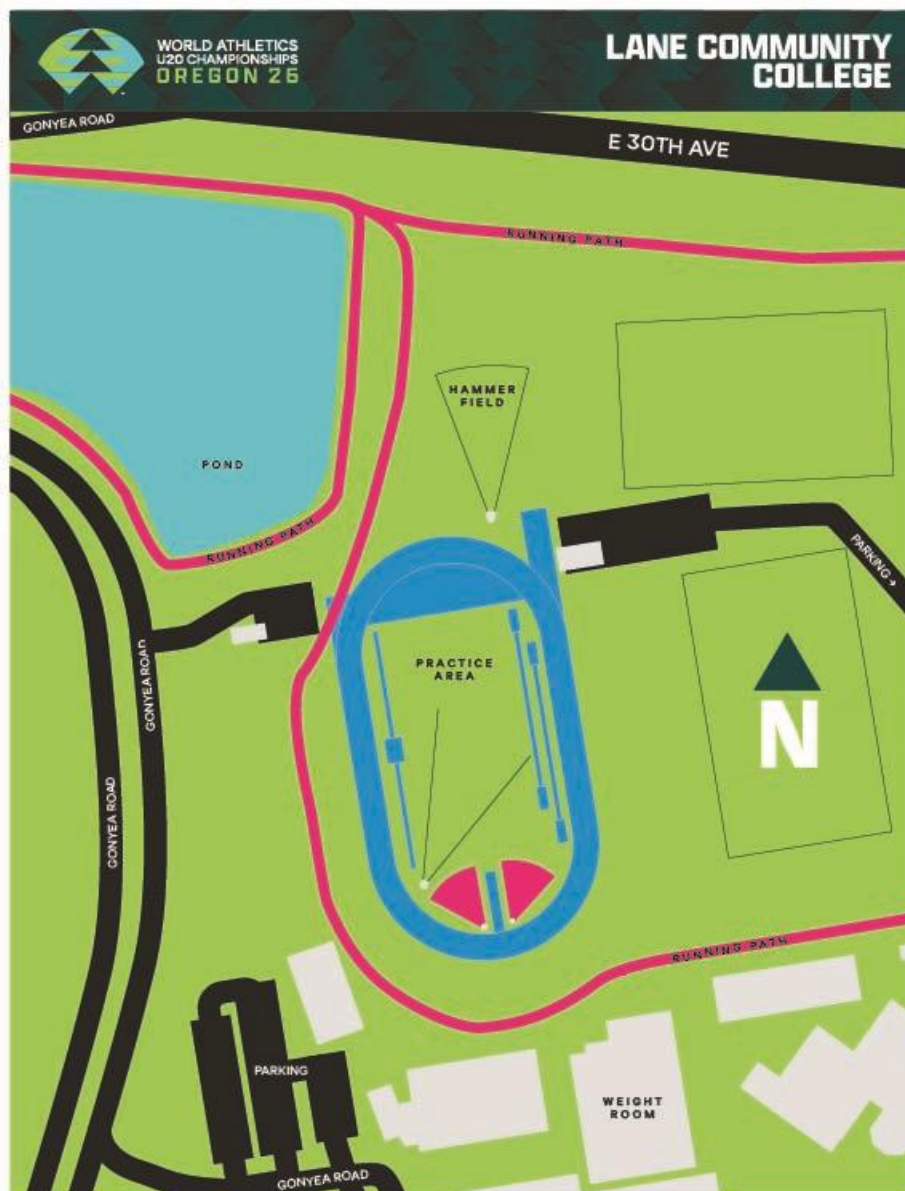 WORLD ATHLETICS
U20 CHAMPIONSHIPS
OREGON 26
LANE COMMUNITY
COLLEGE
GONYEA ROAD
E 30TH AVE
RUNNING PATH
HAMMER
FIELD
POND
RUNNING PATH
PARKING →
GONYEA ROAD
PRACTICE
AREA
N
GONYEA ROAD
RUNNING PATH
PARKING
WEIGHT
ROOM
GONYEA ROAD